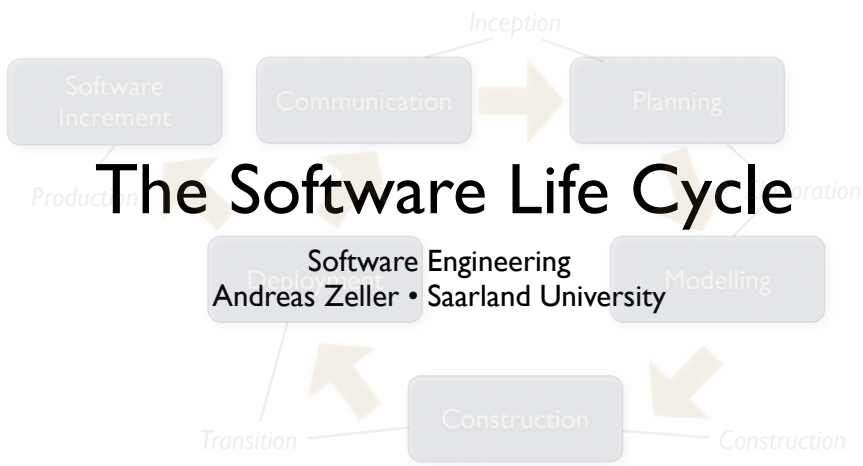 Inception
Software
Increment
Communication
Planning
The Software Life Cycle
Production
Software Engineering
Deployment
Modelling
Andreas Zeller • Saarland University
Construction
Transition
Construction